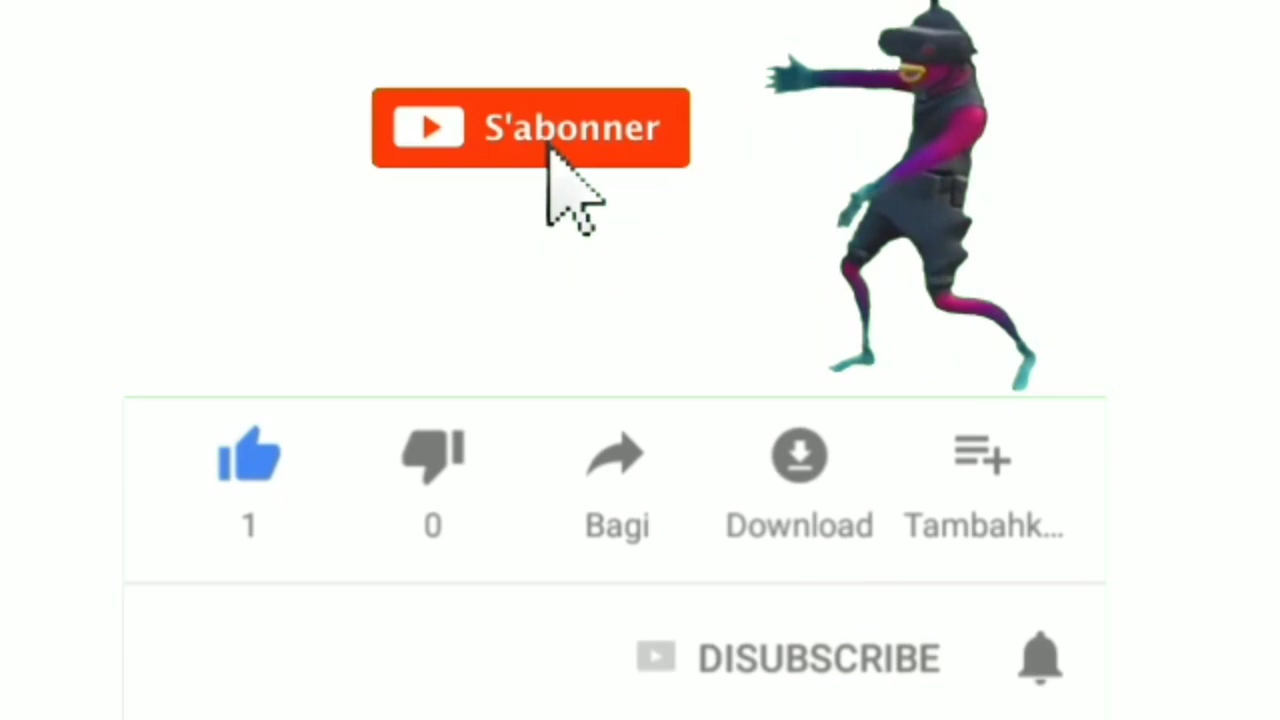 S'abonner
1
0
Bagi
Download
Tambahk...
DISUBSCRIBE